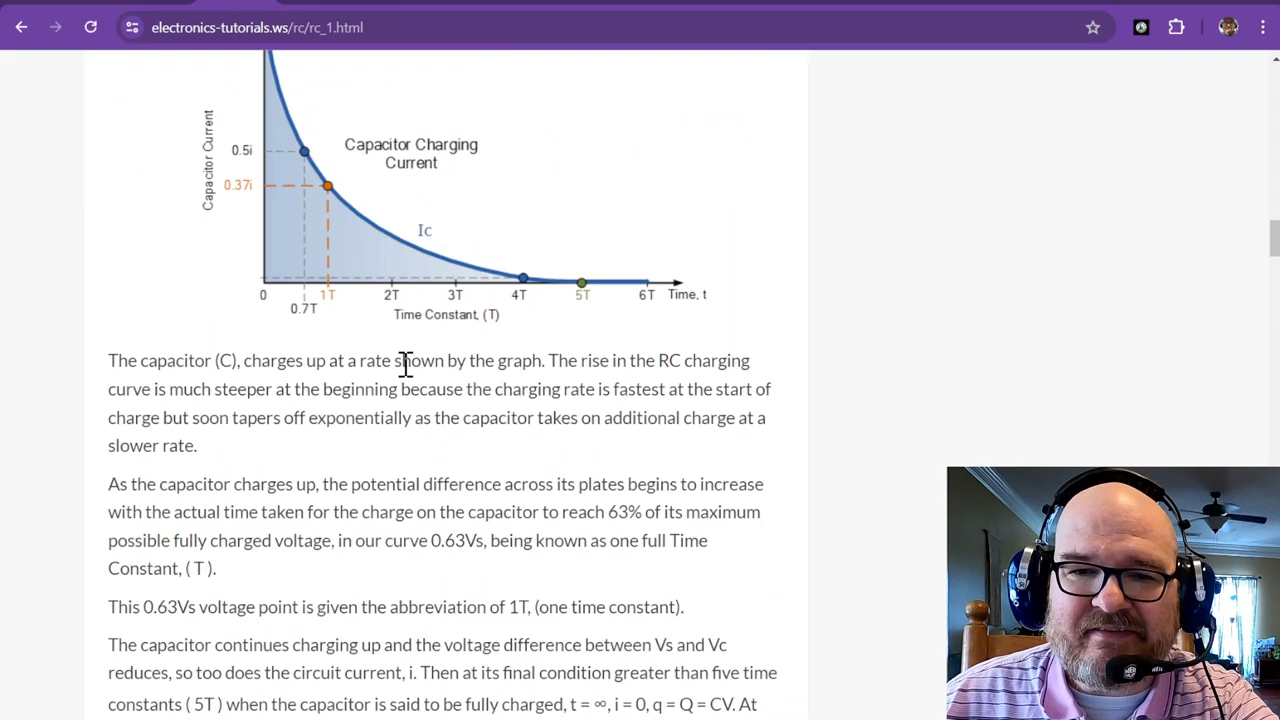 electronics-tutorials.ws/rc/rc_1.html
Capacitor Current
0.5i
0.37i
Capacitor Charging
Current
Ic
0 1T 2T 3T 4T 5T 6T Time, t
0.7T
Time Constant, (T)
The capacitor (C), charges up at a rate shown by the graph. The rise in the RC charging
curve is much steeper at the beginning because the charging rate is fastest at the start of
charge but soon tapers off exponentially as the capacitor takes on additional charge at a
slower rate.
As the capacitor charges up, the potential difference across its plates begins to increase
with the actual time taken for the charge on the capacitor to reach 63% of its maximum
possible fully charged voltage, in our curve 0.63Vs, being known as one full Time
Constant, ( T ).
This 0.63Vs voltage point is given the abbreviation of 1T, (one time constant).
The capacitor continues charging up and the voltage difference between Vs and Vc
reduces, so too does the circuit current, i. Then at its final condition greater than five time
constants ( 5T ) when the capacitor is said to be fully charged, t = ∞, i = 0, q = Q = CV. At